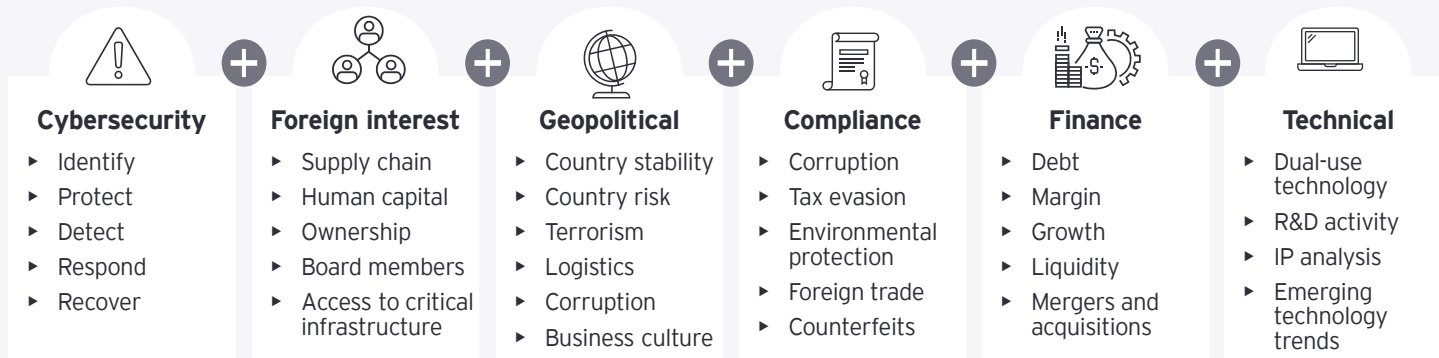 Cybersecurity
Identify
Protect
Detect
Respond
Recover
Foreign interest
Supply chain
Human capital
Ownership
Board members
Access to critical
infrastructure
Geopolitical
Country stability
Country risk
Terrorism
Logistics
Corruption
Business culture
Compliance
Corruption
Tax evasion
Environmental
protection
Foreign trade
Counterfeits
-$-
Finance
Debt
Margin
Growth
Liquidity
Mergers and
acquisitions
Technical
Dual-use
technology
R&D activity
IP analysis
Emerging
technology
trends